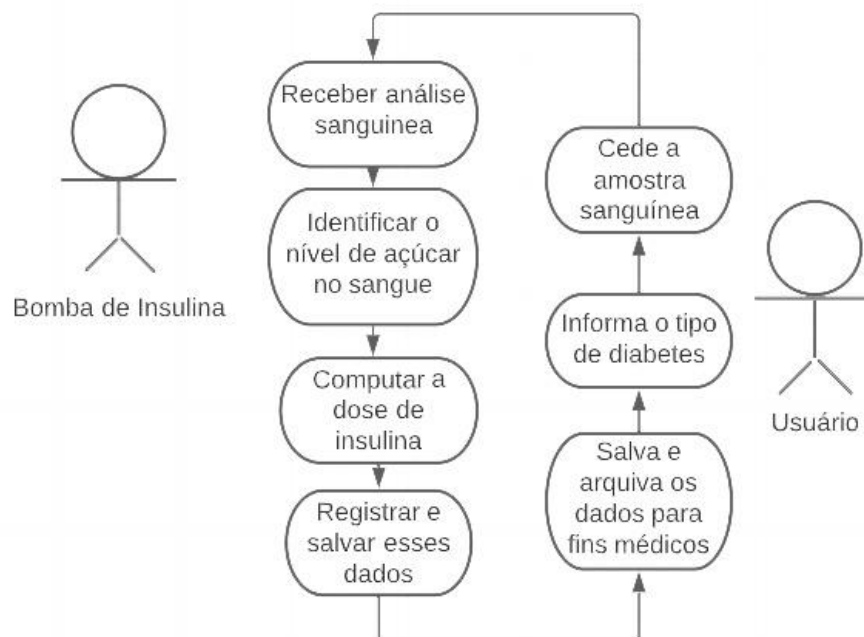 Receber análise
sanguinea
Identificar o
nível de açúcar
no sangue
Bomba de Insulina
Computar a
dose de
insulina
Registrar e
salvar esses
dados
Cede a
amostra
sanguínea
Informa o tipo
de diabetes
Usuário
Salva e
arquiva os
dados para
fins médicos